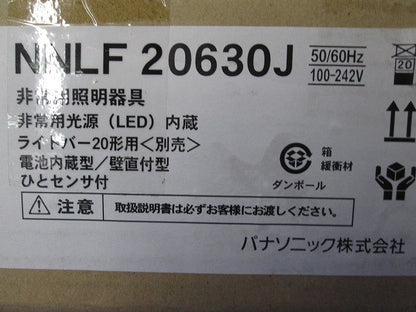 NNLF 20630J
50/60Hz
100-242V
20
非常用照明器具
非常用光源（LED）内蔵
ライトバー20形用＜別売＞
電池内蔵型／壁直付型
ひとセンサ付
箱
緩衝材
ダンボール
注意 取扱説明書は必ずお客様にお渡しください。
パナソニック株式会社